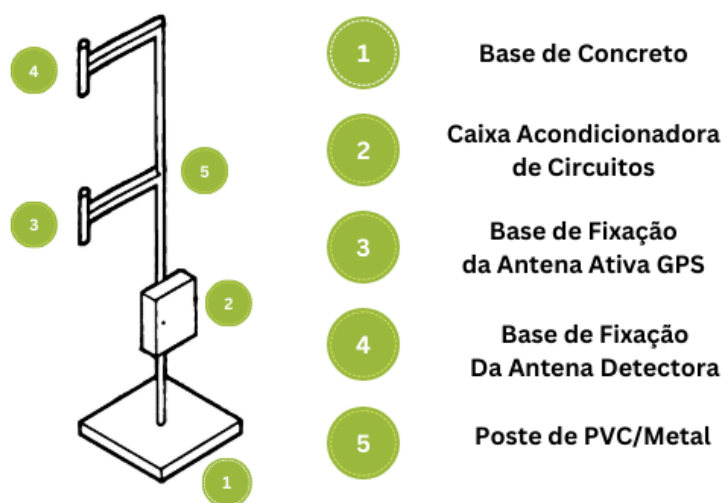 4
5
3
2
1
1
Base de Concreto
2
Caixa Acondicionadora
de Circuitos
3
Base de Fixação
da Antena Ativa GPS
4
Base de Fixação
Da Antena Detectora
5
Poste de PVC/Metal